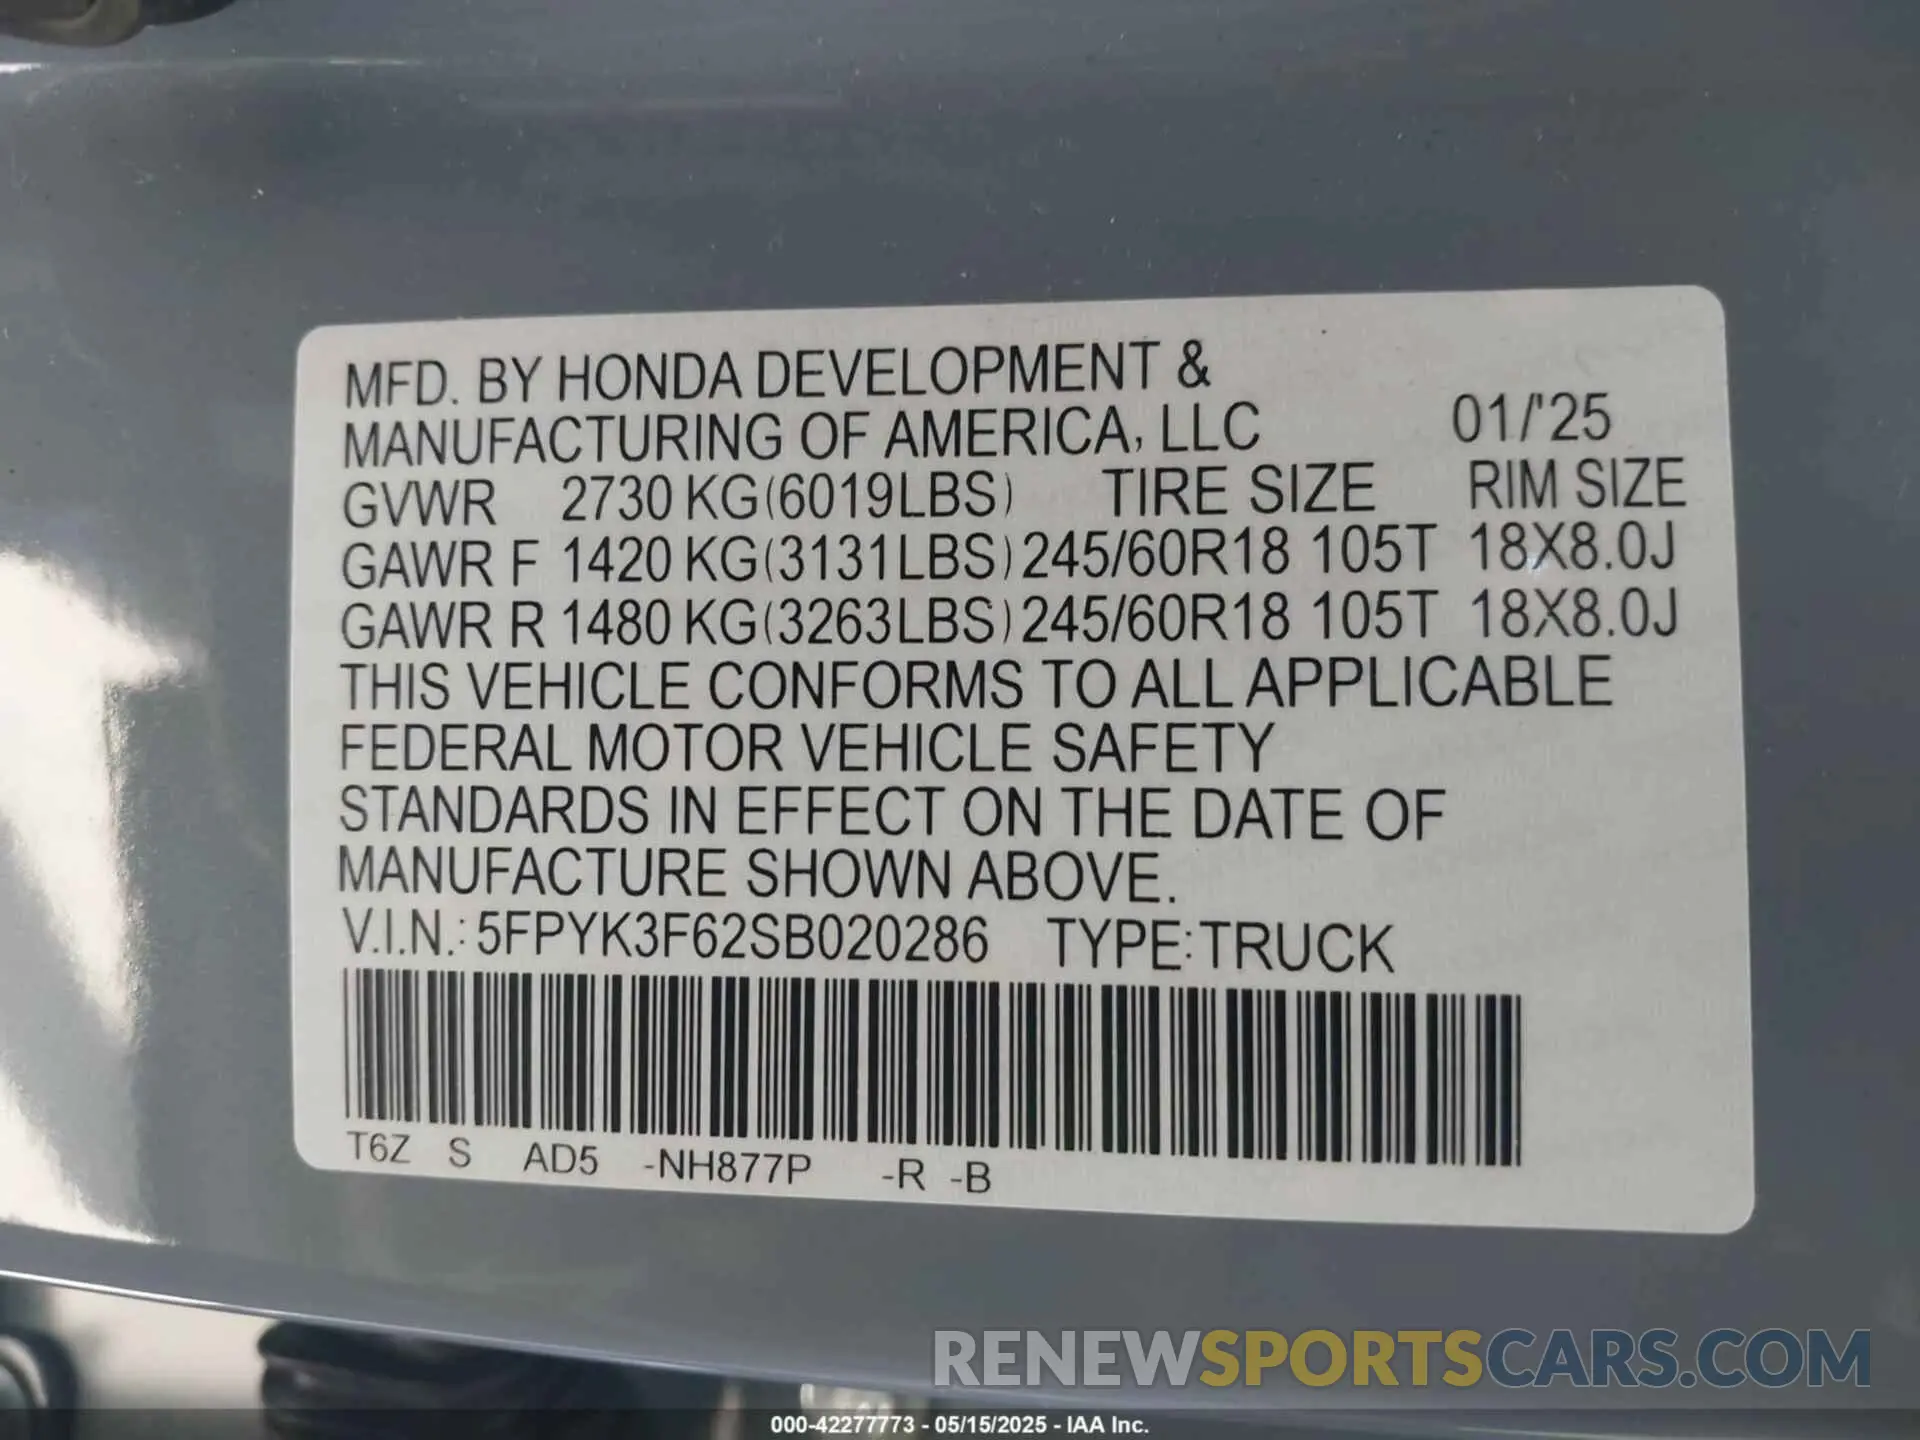 MFD. BY HONDA DEVELOPMENT &
MANUFACTURING OF AMERICA, LLC 01/'25
GVWR 2730 KG(6019LBS) TIRE SIZE RIM SIZE
GAWR F 1420 KG(3131LBS) 245/60R18 105T 18X8.0J
GAWR R 1480 KG(3263LBS) 245/60R18 105T 18X8.0J
THIS VEHICLE CONFORMS TO ALL APPLICABLE
FEDERAL MOTOR VEHICLE SAFETY
STANDARDS IN EFFECT ON THE DATE OF
MANUFACTURE SHOWN ABOVE.
V.I.N.: 5FPYK3F62SB020286 TYPE: TRUCK
T6Z S AD5 -NH877P -R -B
RENEWSPORTSCARS.COM
000-42277773 - 05/15/2025 - IAA Inc.